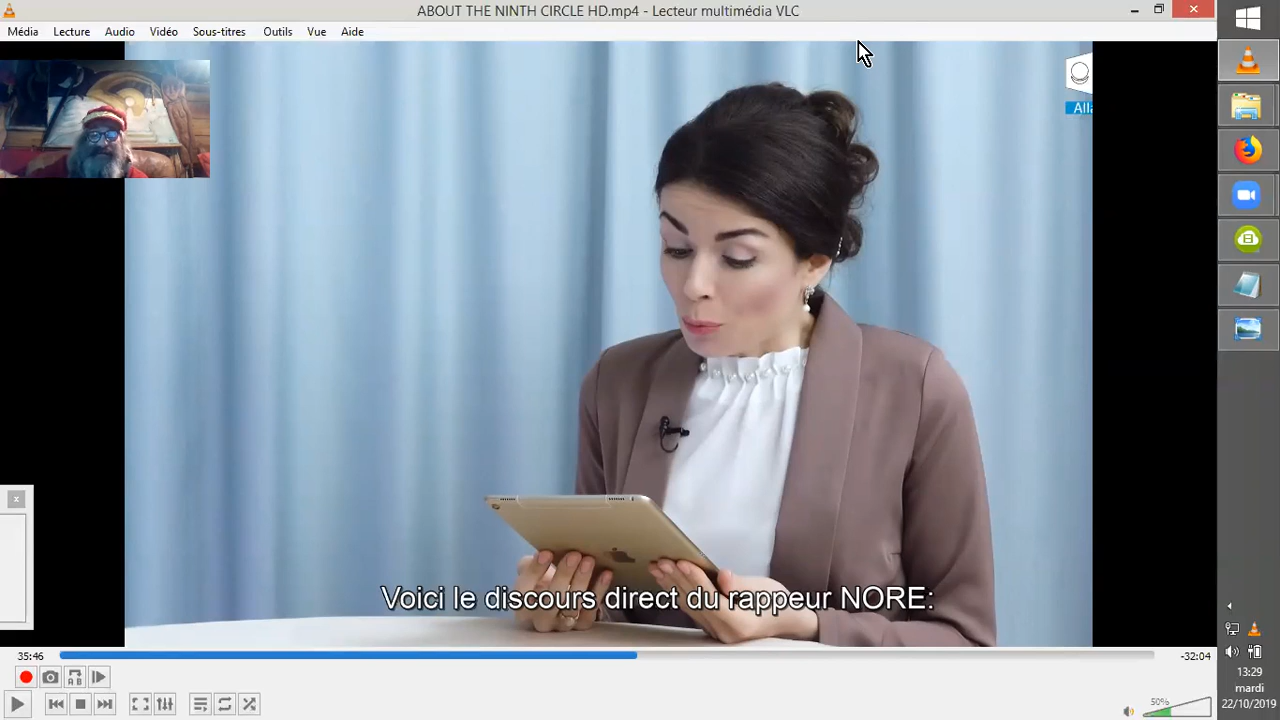 ABOUT THE NINTH CIRCLE HD.mp4 - Lecteur multimédia VLC
Média Lecture Audio Vidéo Sous-titres Outils Vue Aide
Alla
Voici le discours direct du rappeur NORE:
35:46
-32:04
50%
13:29
mardi
22/10/2019